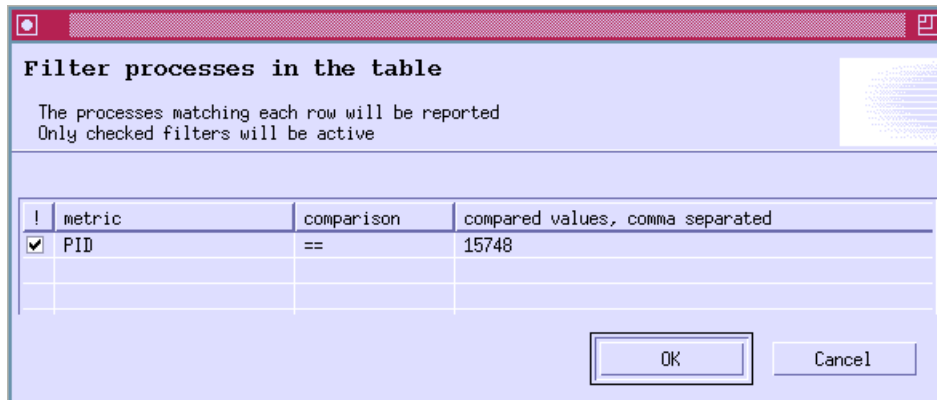 Filter processes in the table
The processes matching each row will be reported
Only checked filters will be active
! metric comparison compared values, comma separated
PID == 15748
OK Cancel